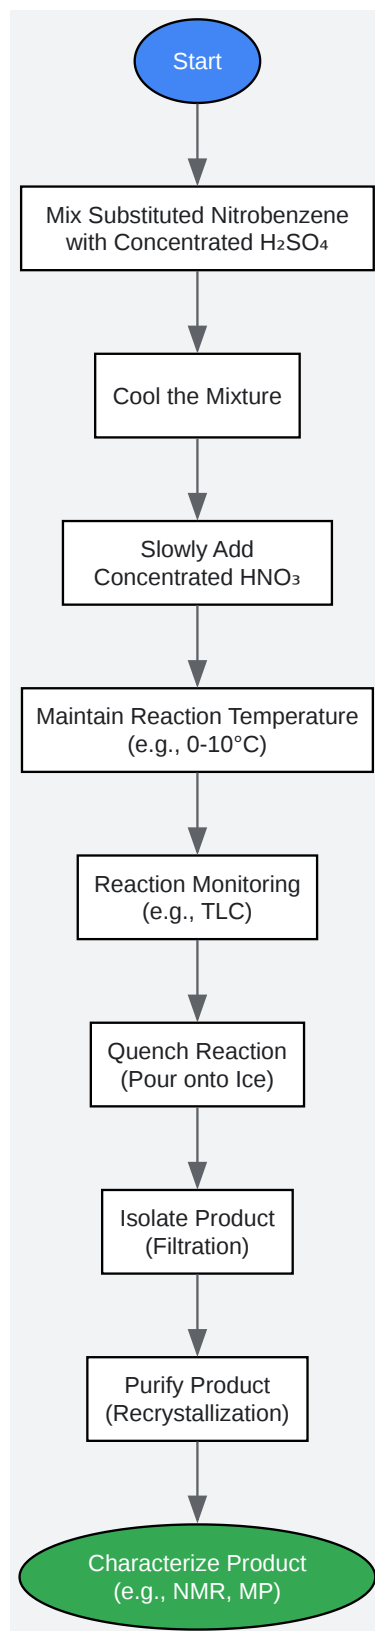 Start
Mix Substituted Nitrobenzene
with Concentrated H₂SO₄
Cool the Mixture
Slowly Add
Concentrated HNO₃
Maintain Reaction Temperature
(e.g., 0-10°C)
Reaction Monitoring
(e.g., TLC)
Quench Reaction
(Pour onto Ice)
Isolate Product
(Filtration)
Purify Product
(Recrystallization)
Characterize Product
(e.g., NMR, MP)